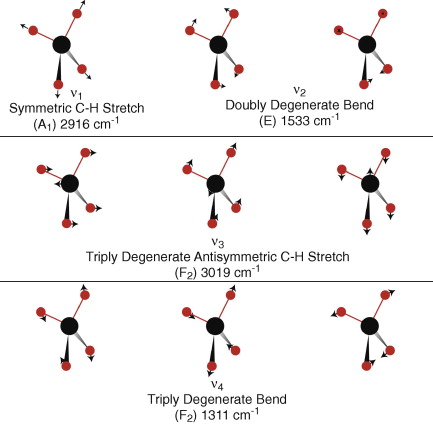 ν1
Symmetric C-H Stretch
(A1) 2916 cm-1
ν2
Doubly Degenerate Bend
(E) 1533 cm-1
ν3
Triply Degenerate Antisymmetric C-H Stretch
(F2) 3019 cm-1
ν4
Triply Degenerate Bend
(F2) 1311 cm-1